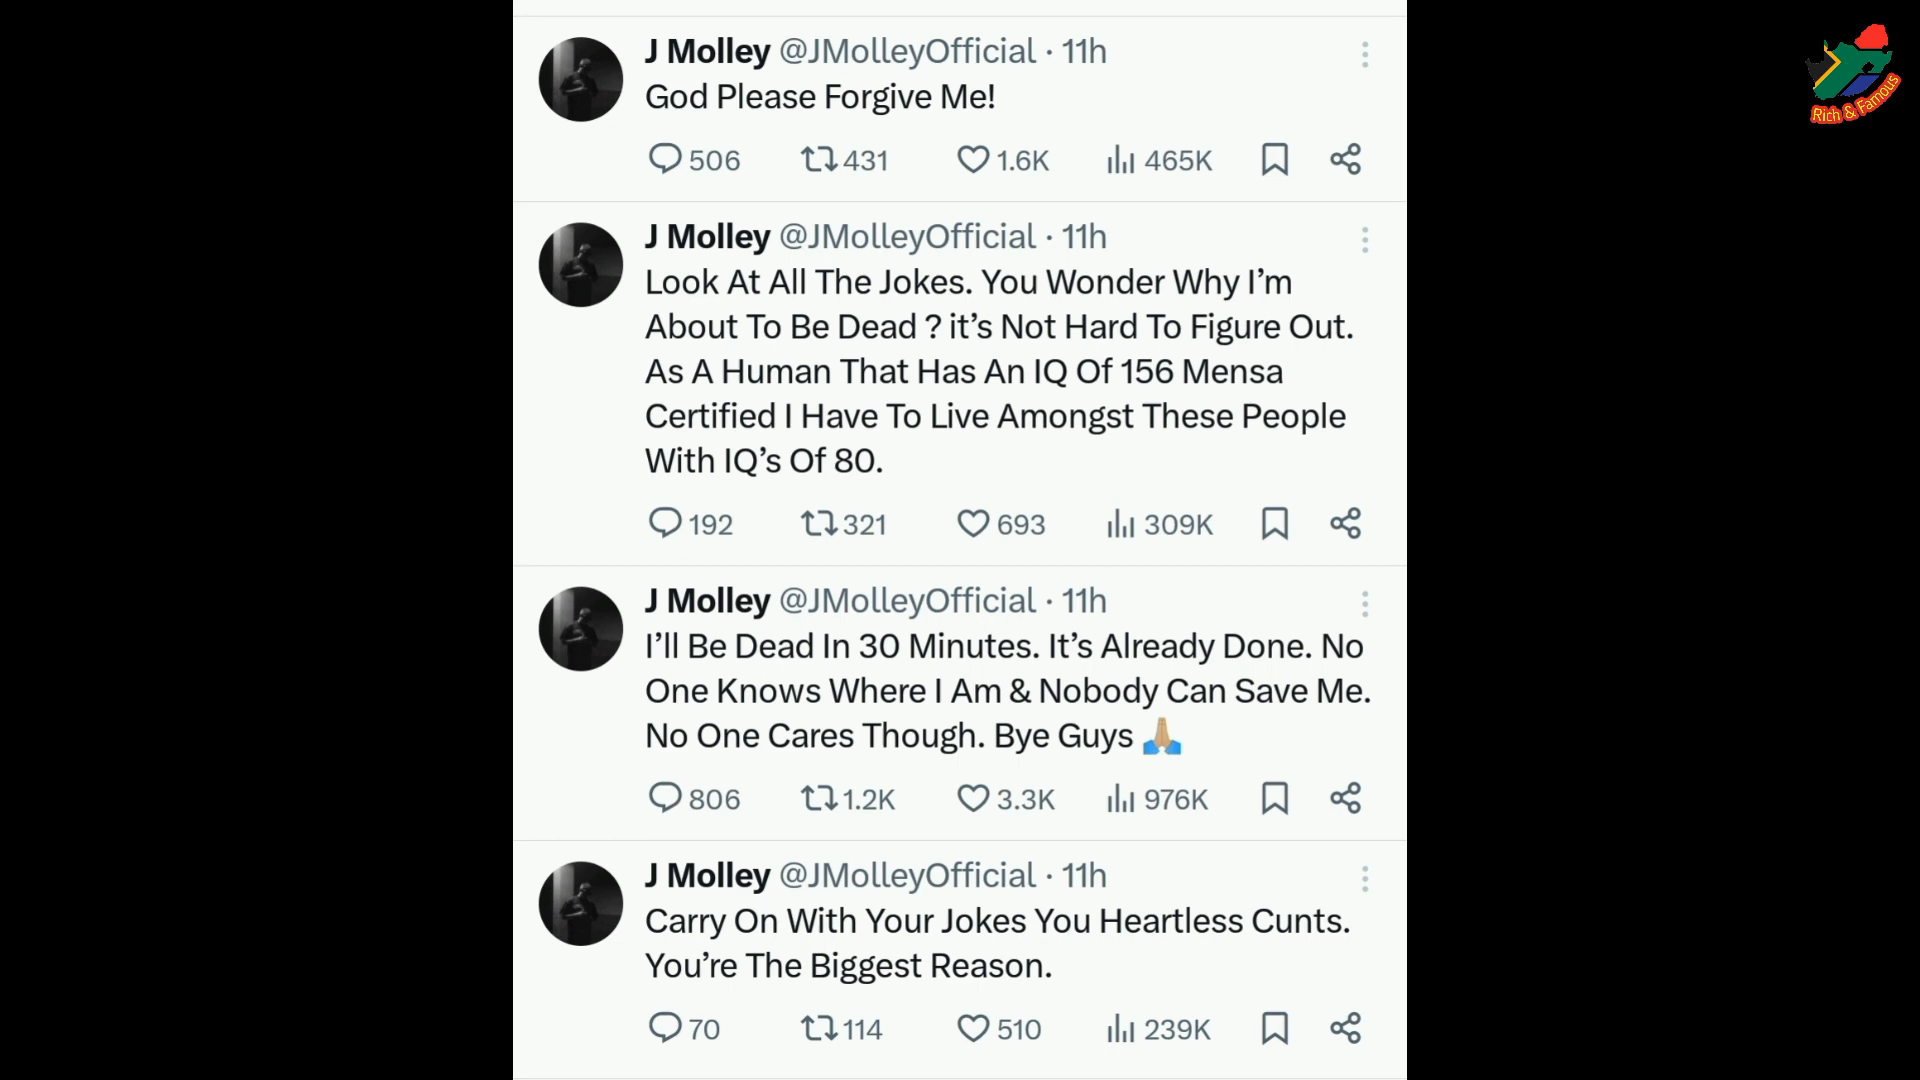 J Molley @JMolleyOfficial · 11h
God Please Forgive Me!
506 431 1.6K 465K
J Molley @JMolleyOfficial · 11h
Look At All The Jokes. You Wonder Why I’m
About To Be Dead ? it’s Not Hard To Figure Out.
As A Human That Has An IQ Of 156 Mensa
Certified I Have To Live Amongst These People
With IQ’s Of 80.
192 321 693 309K
J Molley @JMolleyOfficial · 11h
I’ll Be Dead In 30 Minutes. It’s Already Done. No
One Knows Where I Am & Nobody Can Save Me.
No One Cares Though. Bye Guys 🙏🏼
806 1.2K 3.3K 976K
J Molley @JMolleyOfficial · 11h
Carry On With Your Jokes You Heartless Cunts.
You’re The Biggest Reason.
70 114 510 239K
Rich & Famous